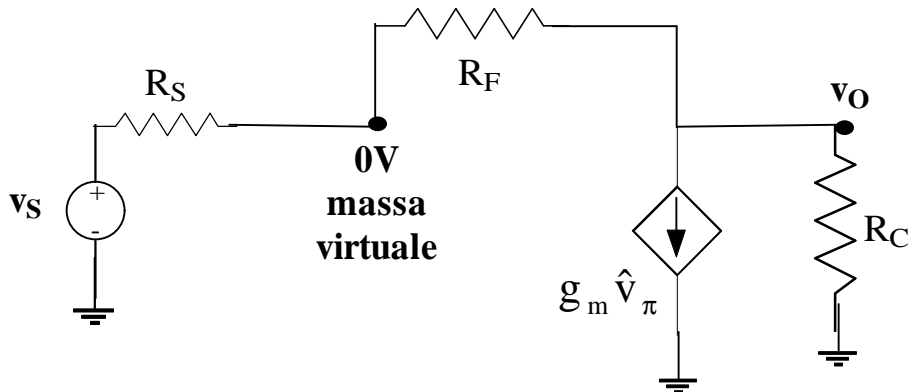 R_F
R_S
v_O
0V
massa
virtuale
+
v_S
-
R_C
g_m v̂_π